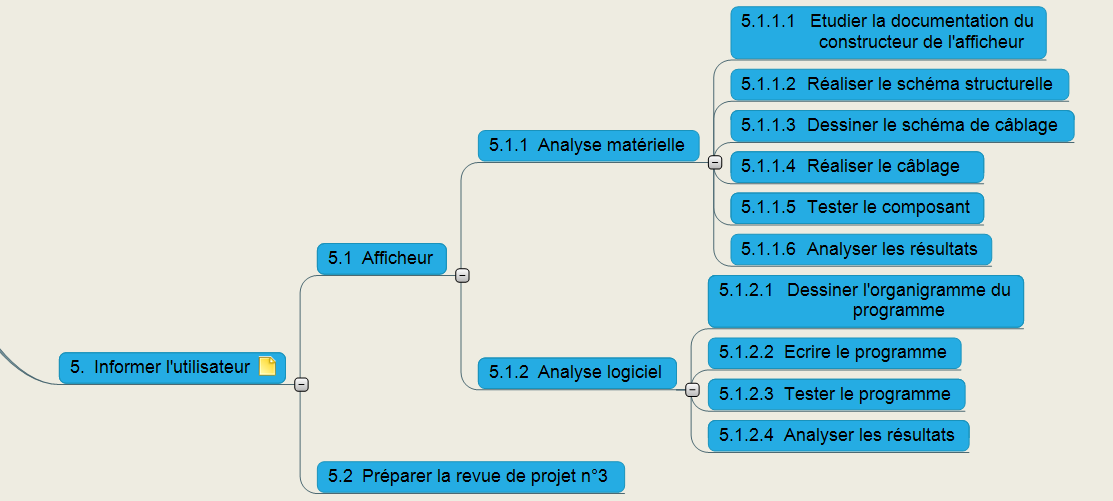 5. Informer l'utilisateur
5.1 Afficheur
5.1.1 Analyse matérielle
5.1.1.1 Etudier la documentation du
constructeur de l'afficheur
5.1.1.2 Réaliser le schéma structurelle
5.1.1.3 Dessiner le schéma de câblage
5.1.1.4 Réaliser le câblage
5.1.1.5 Tester le composant
5.1.1.6 Analyser les résultats
5.1.2 Analyse logiciel
5.1.2.1 Dessiner l'organigramme du
programme
5.1.2.2 Ecrire le programme
5.1.2.3 Tester le programme
5.1.2.4 Analyser les résultats
5.2 Préparer la revue de projet n°3